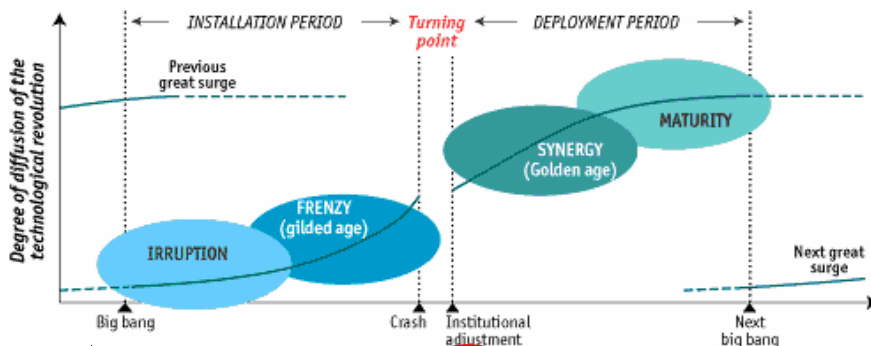 INSTALLATION PERIOD
Turning
point
DEPLOYMENT PERIOD
Degree of diffusion of the
technological revolution
Previous
great surge
MATURITY
SYNERGY
(Golden age)
FRENZY
(gilded age)
IRRUPTION
Next great
surge
Big bang
Crash
Institutional
adjustment
Next
big bang